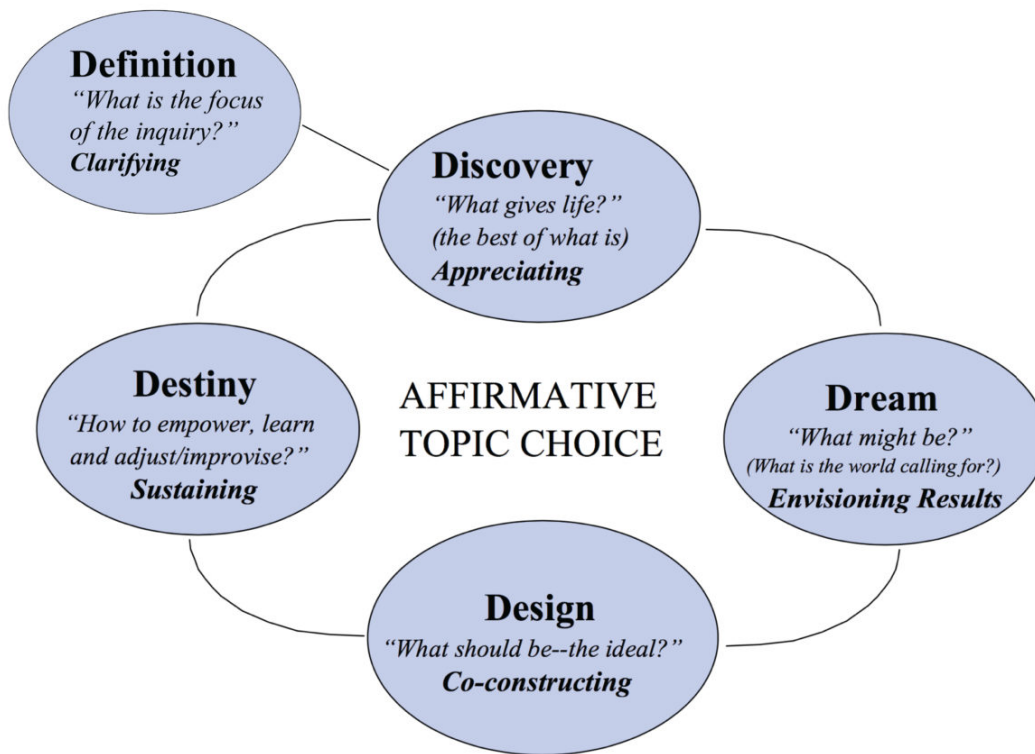 Definition
“What is the focus
of the inquiry?”
Clarifying
Discovery
“What gives life?”
(the best of what is)
Appreciating
Dream
“What might be?”
(What is the world calling for?)
Envisioning Results
Design
“What should be--the ideal?”
Co-constructing
Destiny
“How to empower, learn
and adjust/improvise?”
Sustaining
AFFIRMATIVE
TOPIC CHOICE